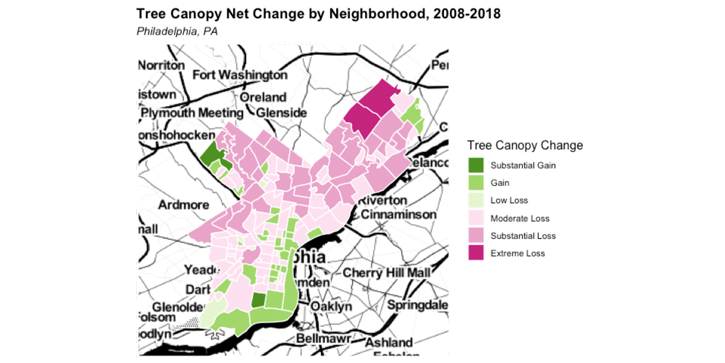 Tree Canopy Net Change by Neighborhood, 2008-2018
Philadelphia, PA
Norriton
Fort Washington
Per
istown
Oreland
Plymouth Meeting
Glenside
onshohocken
C
elanco
Ardmore
Riverton
Cinnaminson
nall
phia
Yeado
Cherry Hill Mall
Darb
mden
Glenolde
Oaklyn
Springdale
olsom
oodlyn
Bellmawr
Ashland
Echelon
Tree Canopy Change
Substantial Gain
Gain
Low Loss
Moderate Loss
Substantial Loss
Extreme Loss